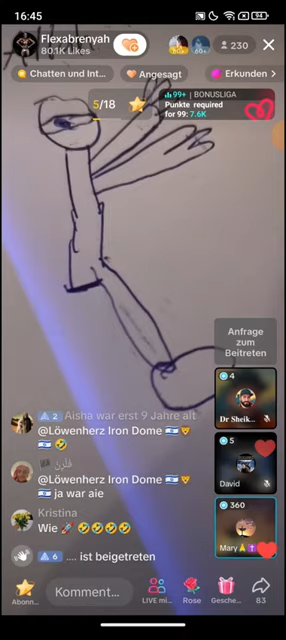 16:45
94
Flexabrenyah
80.1K Likes
60+
230
Chatten und Int...
Angesagt
Erkunden
5/18
99+ | BONUSLIGA
Punkte required
for 99: 7.6K
Anfrage
zum
Beitreten
4
Dr Sheik...
5
David
360
Mary
2 Aisha war erst 9 Jahre alt
@Löwenherz Iron Dome 🇮🇱🦁
🇮🇱🤣
@Löwenherz Iron Dome 🇮🇱🦁
🇮🇱 ja war aie
Kristina
Wie 🚀 🤣🤣🤣🤣
6 .... ist beigetreten
Abonn...
Komment...
LIVE mi...
Rose
Gesche...
83